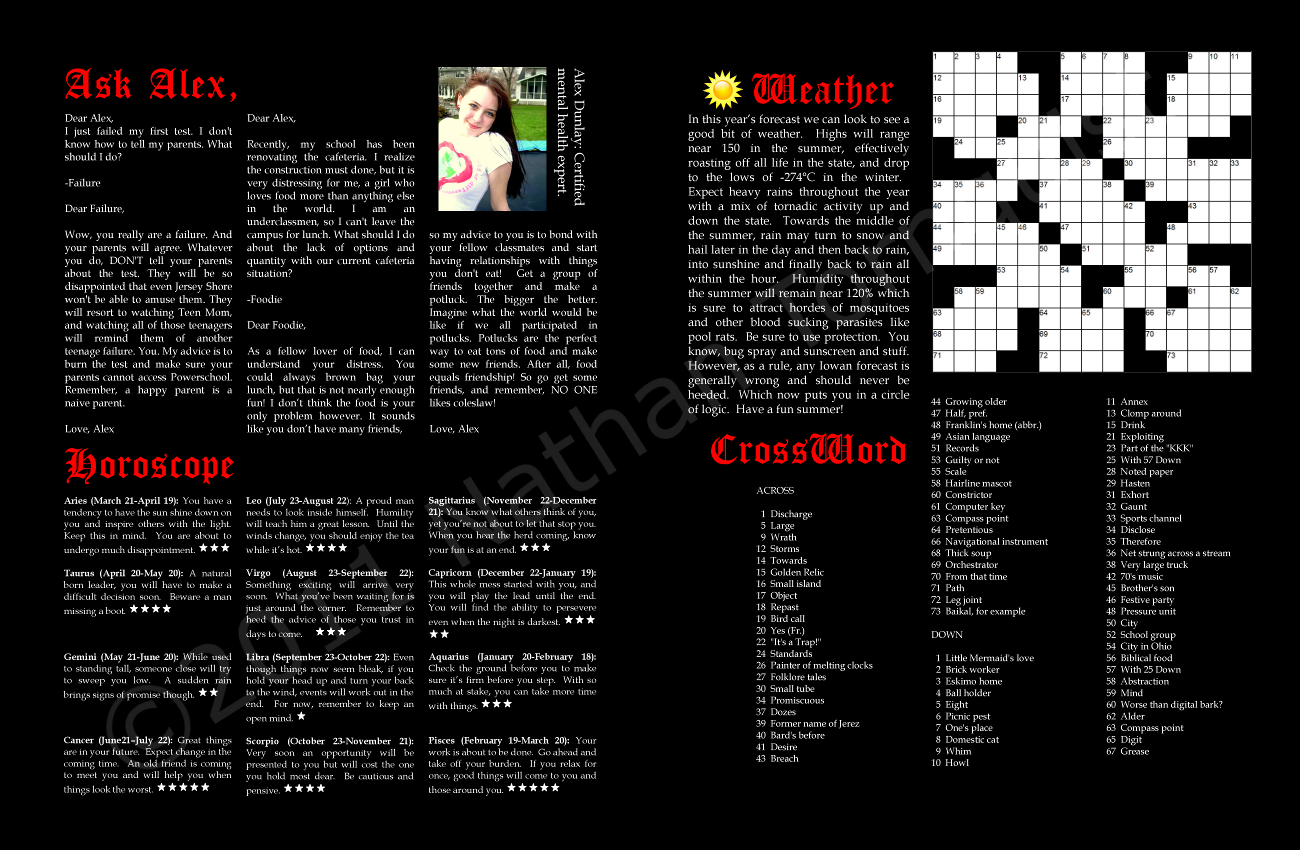 Ask Alex,
Dear Alex,
I just failed my first test. I don't
know how to tell my parents. What
should I do?
-Failure
Dear Failure,
Wow, you really are a failure. And
your parents will agree. Whatever
you do, DON'T tell your parents
about the test. They will be so
disappointed that even Jersey Shore
won't be able to amuse them. They
will resort to watching Teen Mom,
and watching all of those teenagers
will remind them of another
teenage failure. You. My advice is to
burn the test and make sure your
parents cannot access Powerschool.
Remember, a happy parent is a
naive parent.
Love, Alex
Dear Alex,
Recently, my school has been
renovating the cafeteria. I realize
the construction must done, but it is
very distressing for me, a girl who
loves food more than anything else
in the world. I am an
underclassmen, so I can't leave the
campus for lunch. What should I do
about the lack of options and
quantity with our current cafeteria
situation?
-Foodie
Dear Foodie,
As a fellow lover of food, I can
understand your distress. You
could always brown bag your
lunch, but that is not nearly enough
fun! I don't think the food is your
only problem however. It sounds
like you don't have many friends,
Alex Dunlay: Certified
mental health expert.
so my advice to you is to bond with
your fellow classmates and start
having relationships with things
you don't eat! Get a group of
friends together and make a
potluck. The bigger the better.
Imagine what the world would be
like if we all participated in
potlucks. Potlucks are the perfect
way to eat tons of food and make
some new friends. After all, food
equals friendship! So go get some
friends, and remember, NO ONE
likes coleslaw!
Love, Alex
Horoscope
Aries (March 21-April 19): You have a
tendency to have the sun shine down on
you and inspire others with the light.
Keep this in mind. You are about to
undergo much disappointment. ★★★
Taurus (April 20-May 20): A natural
born leader, you will have to make a
difficult decision soon. Beware a man
missing a boot. ★★★★
Gemini (May 21-June 20): While used
to standing tall, someone close will try
to sweep you low. A sudden rain
brings signs of promise though. ★★
Cancer (June21-July 22): Great things
are in your future. Expect change in the
coming time. An old friend is coming
to meet you and will help you when
things look the worst. ★★★★★
Leo (July 23-August 22): A proud man
needs to look inside himself. Humility
will teach him a great lesson. Until the
winds change, you should enjoy the tea
while it's hot. ★★★★
Virgo (August 23-September 22):
Something exciting will arrive very
soon. What you've been waiting for is
just around the corner. Remember to
heed the advice of those you trust in
days to come. ★★★
Libra (September 23-October 22): Even
though things now seem bleak, if you
hold your head up and turn your back
to the wind, events will work out in the
end. For now, remember to keep an
open mind. ★
Scorpio (October 23-November 21):
Very soon an opportunity will be
presented to you but will cost the one
you hold most dear. Be cautious and
pensive. ★★★★
Sagittarius (November 22-December
21): You know what others think of you,
yet you're not about to let that stop you.
When you hear the herd coming, know
your fun is at an end. ★★★
Capricorn (December 22-January 19):
This whole mess started with you, and
you will play the lead until the end.
You will find the ability to persevere
even when the night is darkest. ★★★
★★
Aquarius (January 20-February 18):
Check the ground before you to make
sure it's firm before you step. With so
much at stake, you can take more time
with things. ★★★
Pisces (February 19-March 20): Your
work is about to be done. Go ahead and
take off your burden. If you relax for
once, good things will come to you and
those around you. ★★★★★
Weather
In this year's forecast we can look to see a
good bit of weather. Highs will range
near 150 in the summer, effectively
roasting off all life in the state, and drop
to the lows of -274°C in the winter.
Expect heavy rains throughout the year
with a mix of tornadic activity up and
down the state. Towards the middle of
the summer, rain may turn to snow and
hail later in the day and then back to rain,
into sunshine and finally back to rain all
within the hour. Humidity throughout
the summer will remain near 120% which
is sure to attract hordes of mosquitoes
and other blood sucking parasites like
pool rats. Be sure to use protection. You
know, bug spray and sunscreen and stuff.
However, as a rule, any Iowan forecast is
generally wrong and should never be
heeded. Which now puts you in a circle
of logic. Have a fun summer!
CrossWord
ACROSS
1 Discharge
5 Large
9 Wrath
12 Storms
14 Towards
15 Golden Relic
16 Small island
17 Object
18 Repast
19 Bird call
20 Yes (Fr.)
22 "It's a Trap!"
24 Standards
26 Painter of melting clocks
27 Folklore tales
30 Small tube
34 Promiscuous
37 Dozes
39 Former name of Jerez
40 Bard's before
41 Desire
43 Breach
1 2 3 4 5 6 7 8 9 10 11
12 13 14 15
16 17 18
19 20 21 22 23
24 25 26
27 28 29 30 31 32 33
34 35 36 37 38 39
40 41 42 43
44 45 46 47 48
49 50 51 52
53 54 55 56 57
58 59 60 61 62
63 64 65 66 67
68 69 70
71 72 73
44 Growing older
47 Half, pref.
48 Franklin's home (abbr.)
49 Asian language
51 Records
53 Guilty or not
55 Scale
58 Hairline mascot
60 Constrictor
61 Computer key
63 Compass point
64 Pretentious
66 Navigational instrument
68 Thick soup
69 Orchestrator
70 From that time
71 Path
72 Leg joint
73 Baikal, for example
DOWN
1 Little Mermaid's love
2 Brick worker
3 Eskimo home
4 Ball holder
5 Eight
6 Picnic pest
7 One's place
8 Domestic cat
9 Whim
10 Howl
11 Annex
13 Clomp around
15 Drink
21 Exploiting
23 Part of the "KKK"
25 With 57 Down
28 Noted paper
29 Hasten
31 Exhort
32 Gaunt
33 Sports channel
34 Disclose
35 Therefore
36 Net strung across a stream
38 Very large truck
42 70's music
45 Brother's son
46 Festive party
48 Pressure unit
50 City
52 School group
54 City in Ohio
56 Biblical food
57 With 25 Down
58 Abstraction
59 Mind
60 Worse than digital bark?
62 Alder
63 Compass point
65 Digit
67 Grease
©2011 Nathan